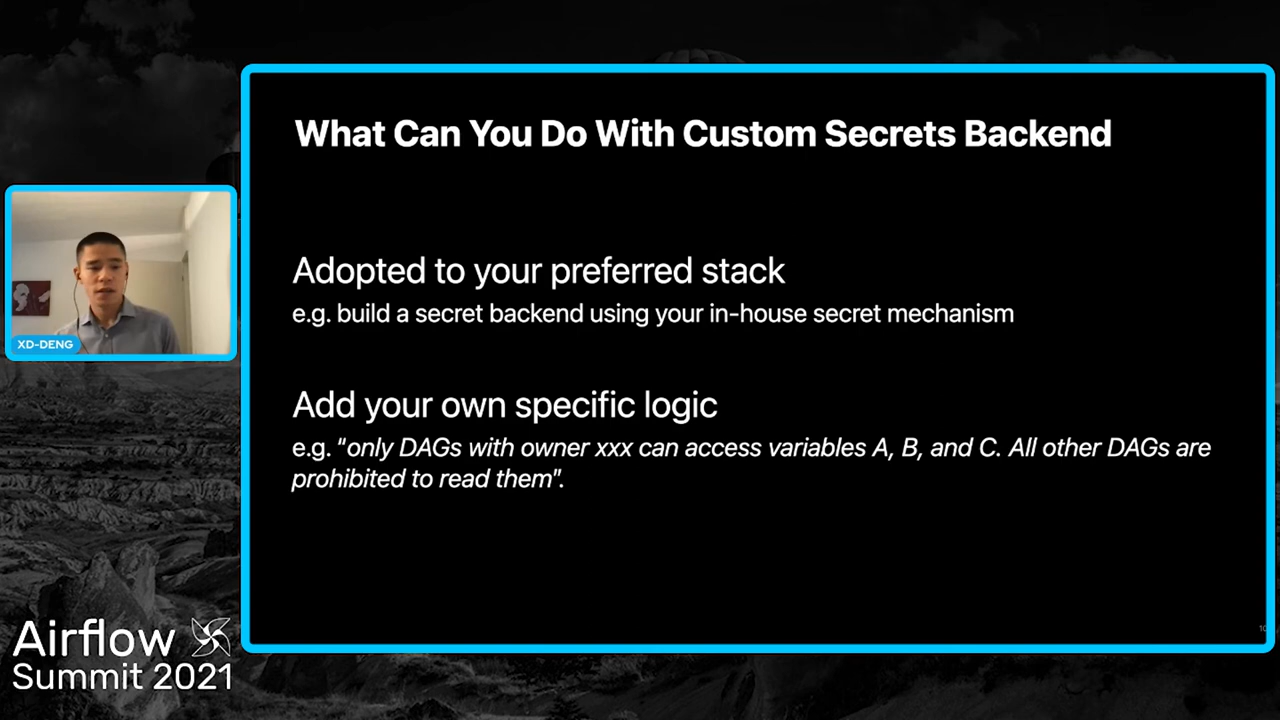 What Can You Do With Custom Secrets Backend
Adopted to your preferred stack
e.g. build a secret backend using your in-house secret mechanism
XD-DENG
Add your own specific logic
e.g. "only DAGs with owner xxx can access variables A, B, and C. All other DAGs are
prohibited to read them".
Airflow
Summit 2021